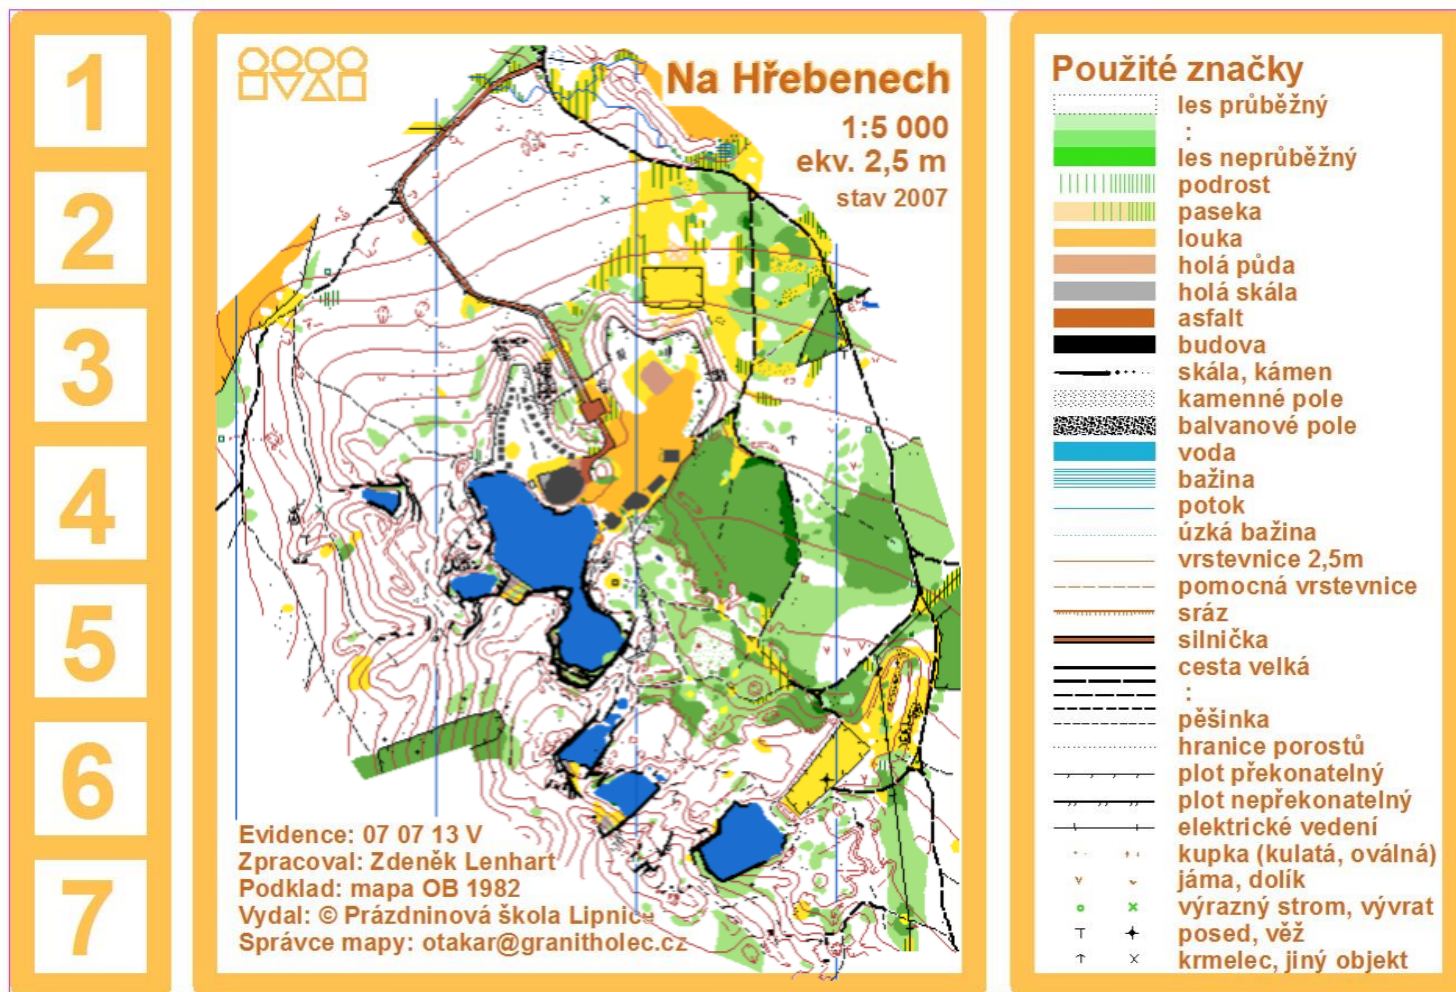 1
2
3
4
5
6
7
Na Hřebenech
1:5 000
ekv. 2,5 m
stav 2007
Evidence: 07 07 13 V
Zpracoval: Zdeněk Lenhart
Podklad: mapa OB 1982
Vydal: © Prázdninová škola Lipnice
Správce mapy: otakar@granitholec.cz
Použité značky
les průběžný
:
les neprůběžný
podrost
paseka
louka
holá půda
holá skála
asfalt
budova
skála, kámen
kamenné pole
balvanové pole
voda
bažina
potok
úzká bažina
vrstevnice 2,5m
pomocná vrstevnice
sráz
silnička
cesta velká
:
pěšinka
hranice porostů
plot překonatelný
plot nepřekonatelný
elektrické vedení
kupka (kulatá, oválná)
jáma, dolík
výrazný strom, vývrat
posed, věž
krmelec, jiný objekt